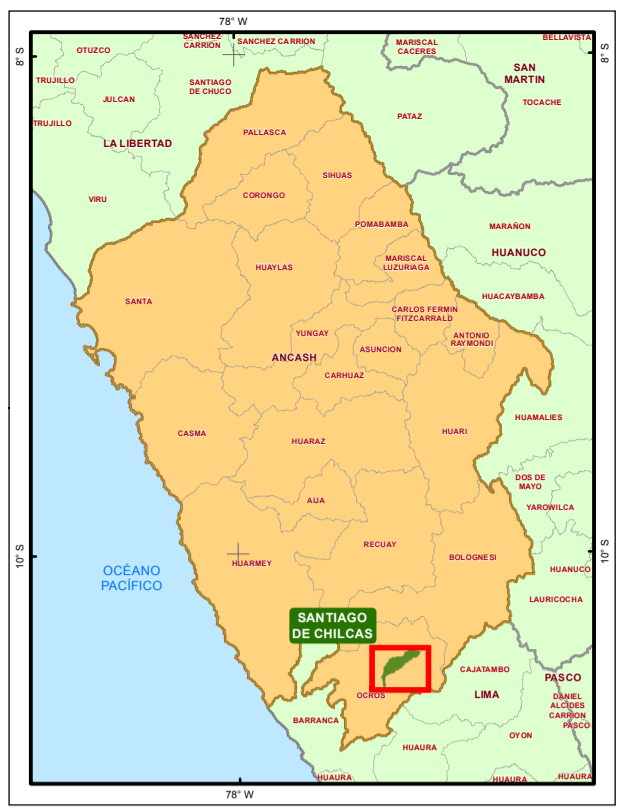 78° W
8° S
8° S
SANCHEZ
CARRION
SANCHEZ CARRION
MARISCAL
CACERES
BELLAVISTA
OTUZCO
SAN
MARTIN
TRUJILLO
SANTIAGO
DE CHUCO
JULCAN
TOCACHE
PATAZ
TRUJILLO
LA LIBERTAD
PALLASCA
SIHUAS
CORONGO
VIRU
POMABAMBA
MARAÑON
HUANUCO
MARISCAL
LUZURIAGA
HUAYLAS
SANTA
HUACAYBAMBA
CARLOS FERMIN
FITZCARRALD
YUNGAY
ANTONIO
RAYMONDI
ASUNCION
ANCASH
CARHUAZ
HUAMALIES
CASMA
HUARAZ
HUARI
DOS DE
MAYO
AIJA
YAROWILCA
RECUAY
10° S
10° S
BOLOGNESI
HUARMEY
HUANUCO
OCÉANO
PACÍFICO
LAURICOCHA
SANTIAGO
DE CHILCAS
CAJATAMBO
PASCO
OCROS
LIMA
DANIEL
ALCIDES
CARRION
PASCO
BARRANCA
OYON
HUAURA
HUAURA
HUAURA
HUAURA
78° W